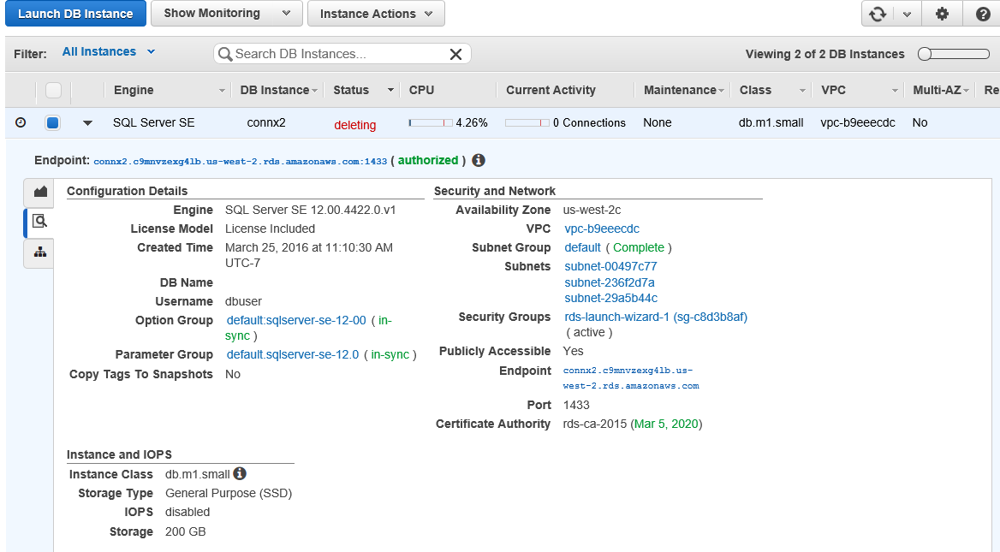 Launch DB Instance Show Monitoring Instance Actions
Filter: All Instances Search DB Instances... Viewing 2 of 2 DB Instances
Engine DB Instance Status CPU Current Activity Maintenance Class VPC Multi-AZ Re
SQL Server SE connx2 deleting 4.26% 0 Connections None db.m1.small vpc-b9eeecdc No
Endpoint: connx2.c9mnvzexg4lb.us-west-2.rds.amazonaws.com:1433 ( authorized )
Configuration Details
Engine SQL Server SE 12.00.4422.0.v1
License Model License Included
Created Time March 25, 2016 at 11:10:30 AM
UTC-7
DB Name
Username dbuser
Option Group default:sqlserver-se-12-00 ( in-
sync )
Parameter Group default.sqlserver-se-12.0 ( in-sync )
Copy Tags To Snapshots No
Security and Network
Availability Zone us-west-2c
VPC vpc-b9eeecdc
Subnet Group default ( Complete )
Subnets subnet-00497c77
subnet-236f2d7a
subnet-29a5b44c
Security Groups rds-launch-wizard-1 (sg-c8d3b8af)
( active )
Publicly Accessible Yes
Endpoint connx2.c9mnvzexg4lb.us-
west-2.rds.amazonaws.com
Port 1433
Certificate Authority rds-ca-2015 (Mar 5, 2020)
Instance and IOPS
Instance Class db.m1.small
Storage Type General Purpose (SSD)
IOPS disabled
Storage 200 GB